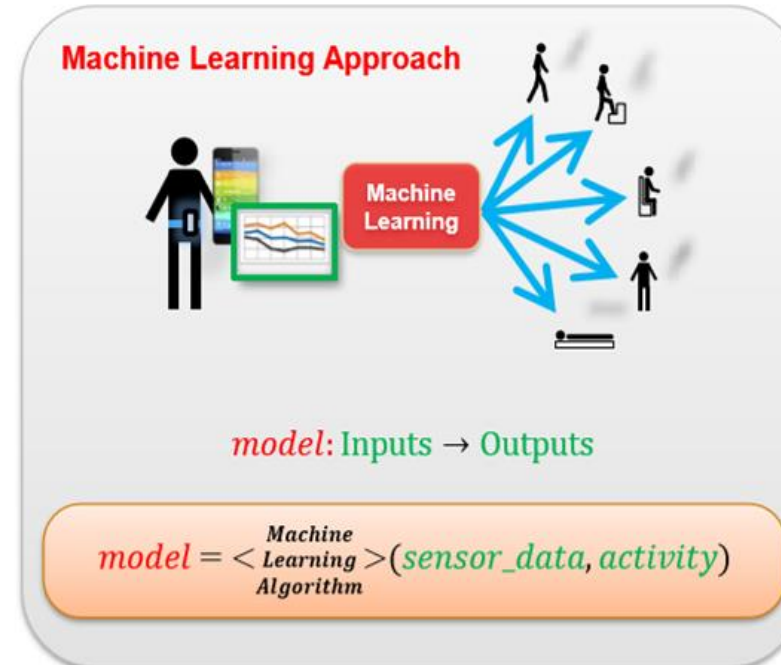 Machine Learning Approach
Machine
Learning
model: Inputs → Outputs
Machine
model = < Learning >(sensor_data, activity)
Algorithm